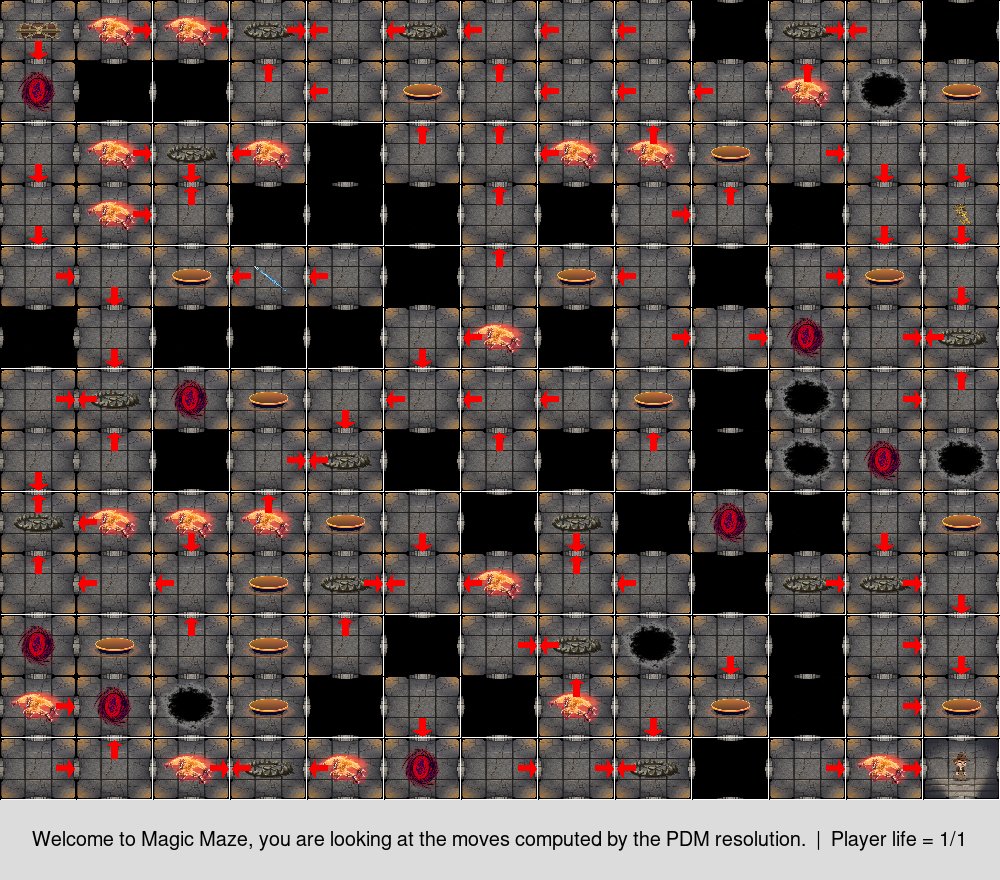 Welcome to Magic Maze, you are looking at the moves computed by the PDM resolution.  |  Player life = 1/1